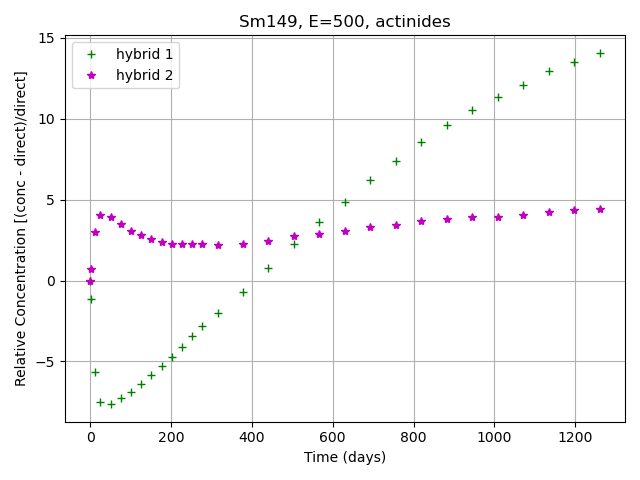 Sm149, E=500, actinides
hybrid 1
hybrid 2
Relative Concentration [(conc - direct)/direct]
15
10
5
0
−5
0 200 400 600 800 1000 1200
Time (days)